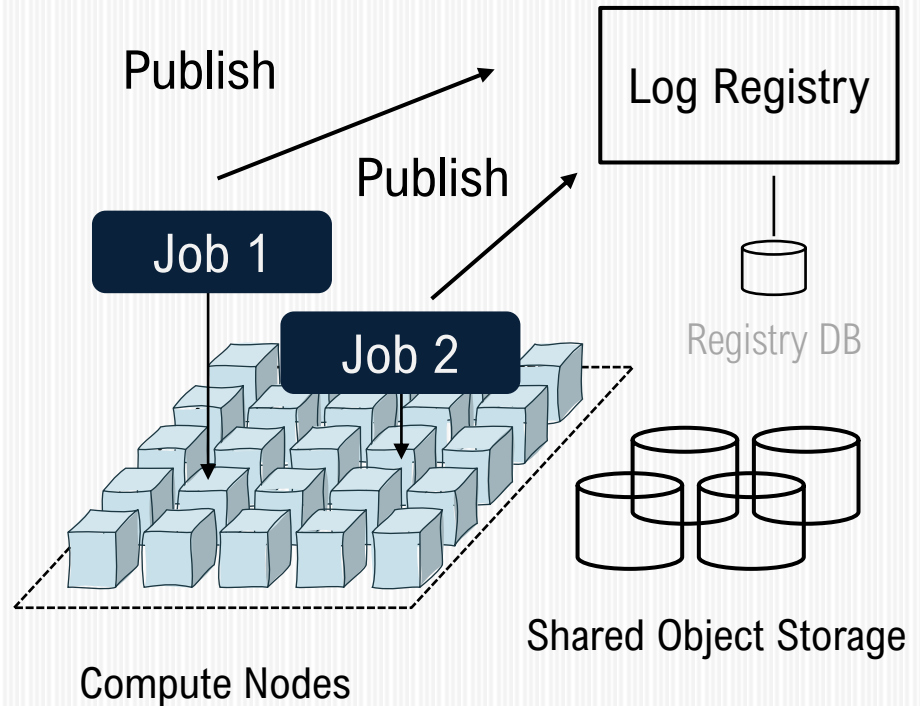 Publish
Log Registry
Publish
Job 1
Job 2
Registry DB
Shared Object Storage
Compute Nodes